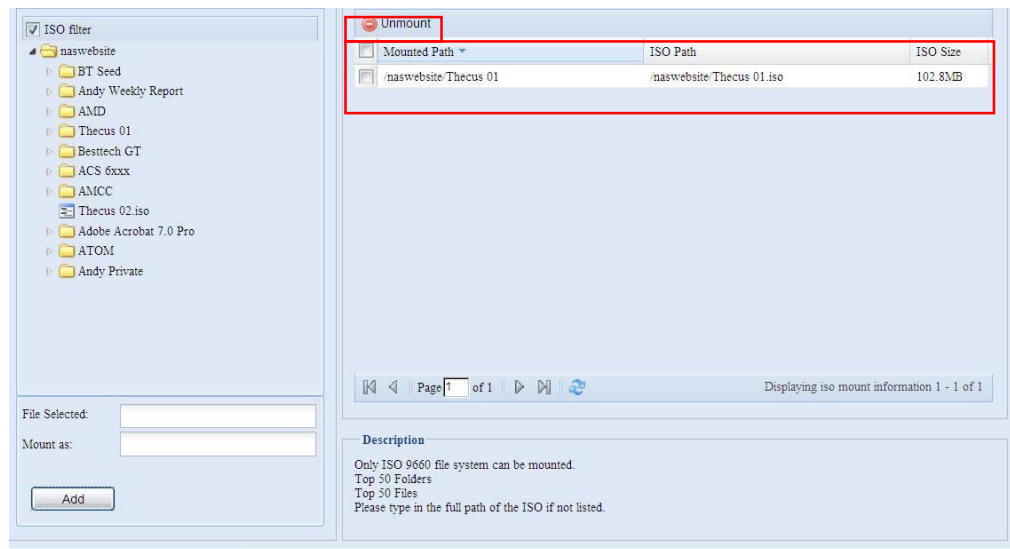 ISO filter
naswebsite
BT Seed
Andy Weekly Report
AMD
Thecus 01
Besttech GT
ACS 6xxx
AMCC
Thecus 02.iso
Adobe Acrobat 7.0 Pro
ATOM
Andy Private
File Selected:
Mount as:
Add
Unmount
Mounted Path ISO Path ISO Size
/naswebsite/Thecus 01 /naswebsite/Thecus 01.iso 102.8MB
Page 1 of 1 Displaying iso mount information 1 - 1 of 1
Description
Only ISO 9660 file system can be mounted.
Top 50 Folders
Top 50 Files
Please type in the full path of the ISO if not listed.